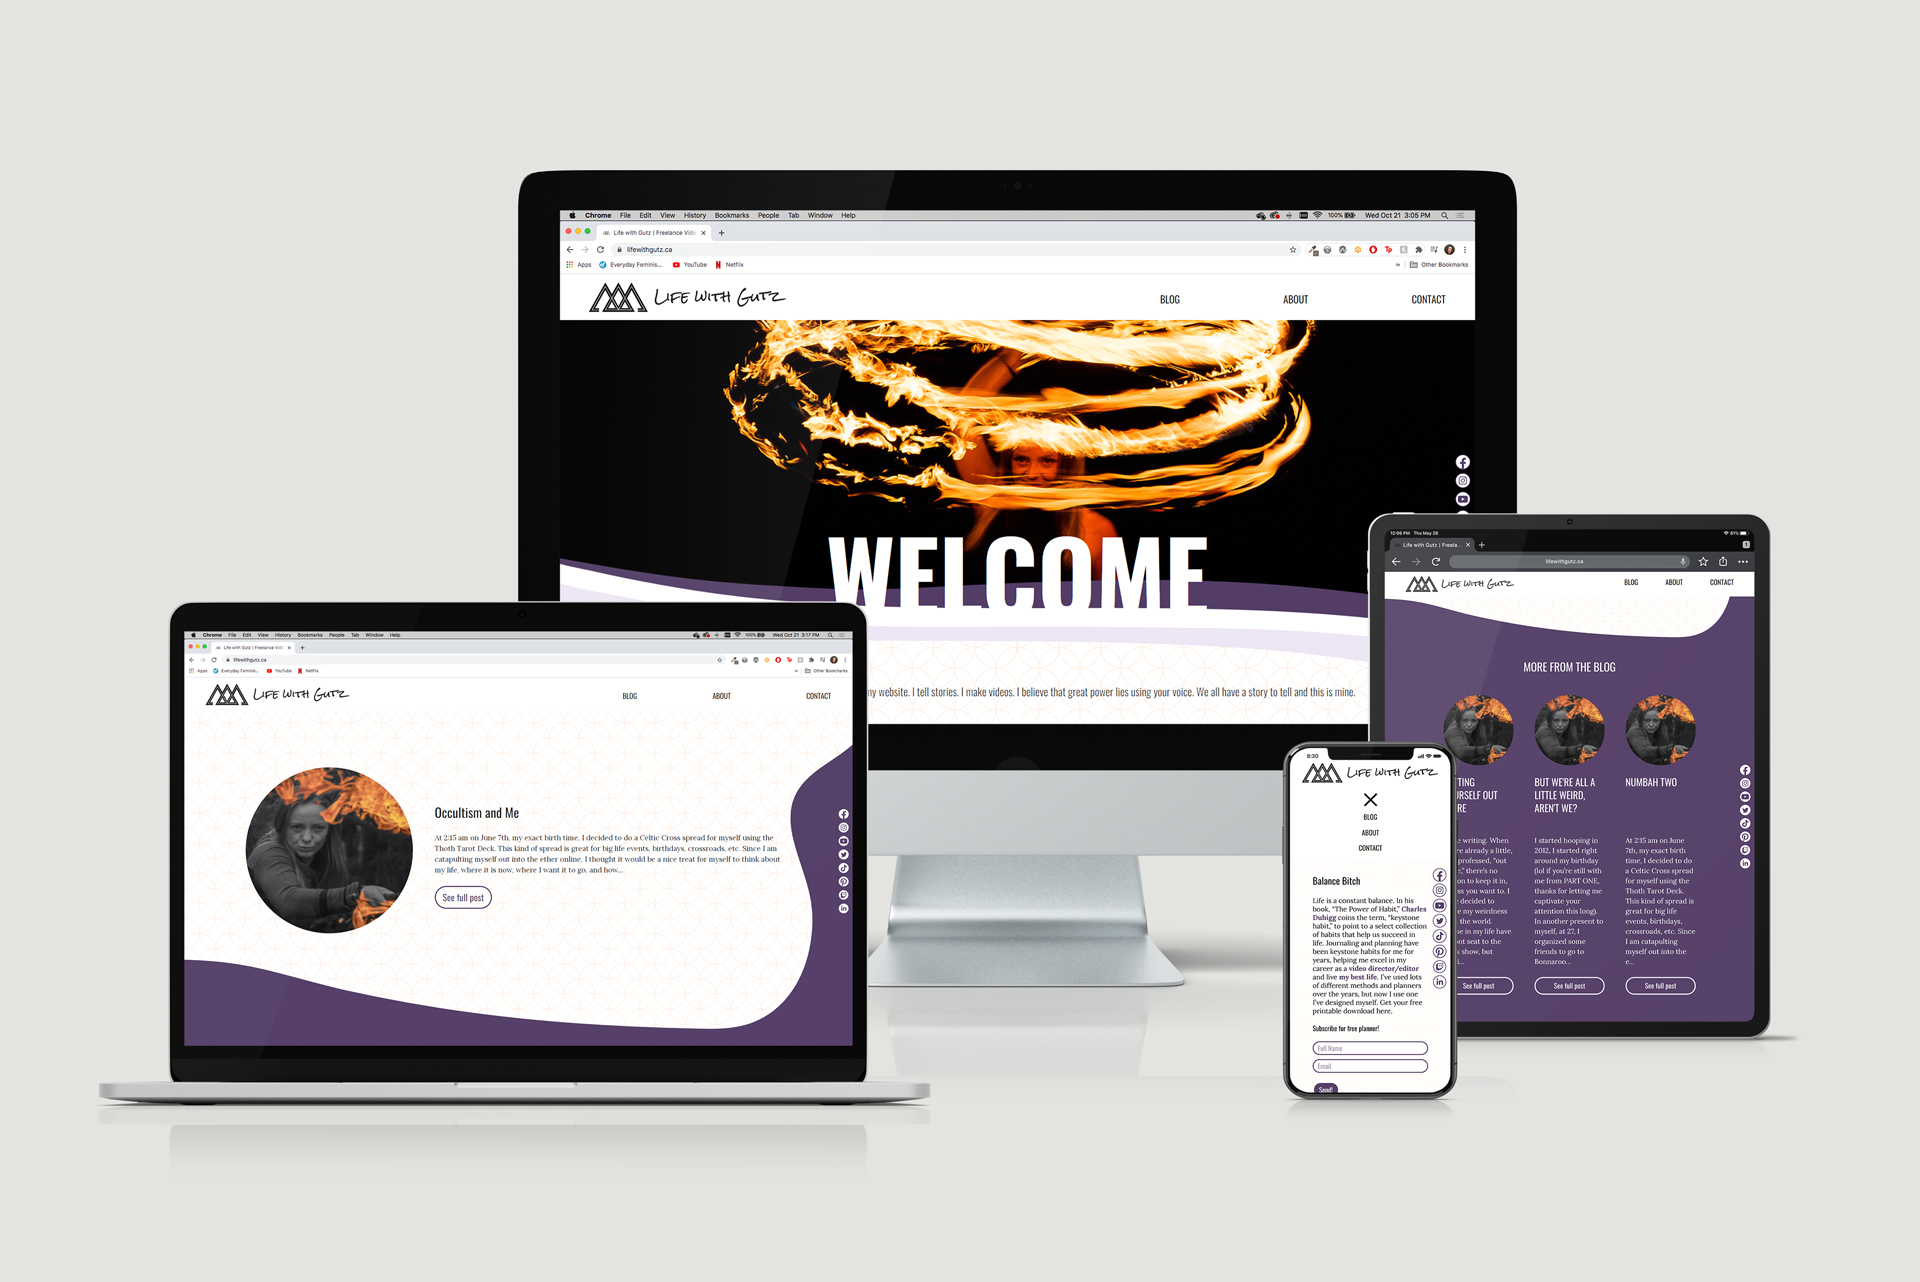 Chrome File Edit View History Bookmarks People Tab Window Help
100% Wed Oct 21 3:05 PM
Life with Gutz | Freelance Vide
lifewithgutz.ca
Apps Everyday Feminis... YouTube Netflix
» Other Bookmarks
LIFE WITH GUTZ
BLOG ABOUT CONTACT
WELCOME
my website. I tell stories. I make videos. I believe that great power lies using your voice. We all have a story to tell and this is mine.
Chrome File Edit View History Bookmarks People Tab Window Help
100% Wed Oct 21 3:17 PM
Life with Gutz | Freelance Vide
lifewithgutz.ca
Apps Everyday Feminis... YouTube Netflix
» Other Bookmarks
LIFE WITH GUTZ
BLOG ABOUT CONTACT
Occultism and Me
At 2:15 am on June 7th, my exact birth time, I decided to do a Celtic Cross spread for myself using the
Thoth Tarot Deck. This kind of spread is great for big life events, birthdays, crossroads, etc. Since I am
catapulting myself out into the ether online, I thought it would be a nice treat for myself to think about
my life, where it is now, where I want it to go, and how...
See full post
8:30
LIFE WITH GUTZ
BLOG
ABOUT
CONTACT
Balance Bitch
Life is a constant balance. In his
book, “The Power of Habit,” Charles
Duhigg coins the term, “keystone
habit,” to point to a select collection
of habits that help us succeed in
life. Journaling and planning have
been keystone habits for me for
years, helping me excel in my
career as a video director/editor
and live my best life. I’ve used lots
of different methods and planners
over the years, but now I use one
I’ve designed myself. Get your free
printable download here.
Subscribe for free planner!
Full Name
Email
Send!
12:06 PM Thu May 28
81%
Life with Gutz | Freela...
lifewithgutz.ca
LIFE WITH GUTZ
BLOG ABOUT CONTACT
MORE FROM THE BLOG
TING
RSELF OUT
RE
e writing. When
re already a little,
professed, “out
e,” there’s no
on to keep it in,
ss you want to. I
decided to
e my weirdness
the world.
se in my life have
nt seat to the
k show, but
i...
See full post
BUT WE'RE ALL A
LITTLE WEIRD,
AREN'T WE?
I started hooping in
2012, I started right
around my birthday
(lol if you're still with
me from PART ONE,
thanks for letting me
captivate your
attention this long).
In another present to
myself, at 27, I
organized some
friends to go to
Bonnaroo...
See full post
NUMBAH TWO
At 2:15 am on June
7th, my exact birth
time, I decided to do
a Celtic Cross spread
for myself using the
Thoth Tarot Deck.
This kind of spread is
great for big life
events, birthdays,
crossroads, etc. Since
I am catapulting
myself out into the
e...
See full post